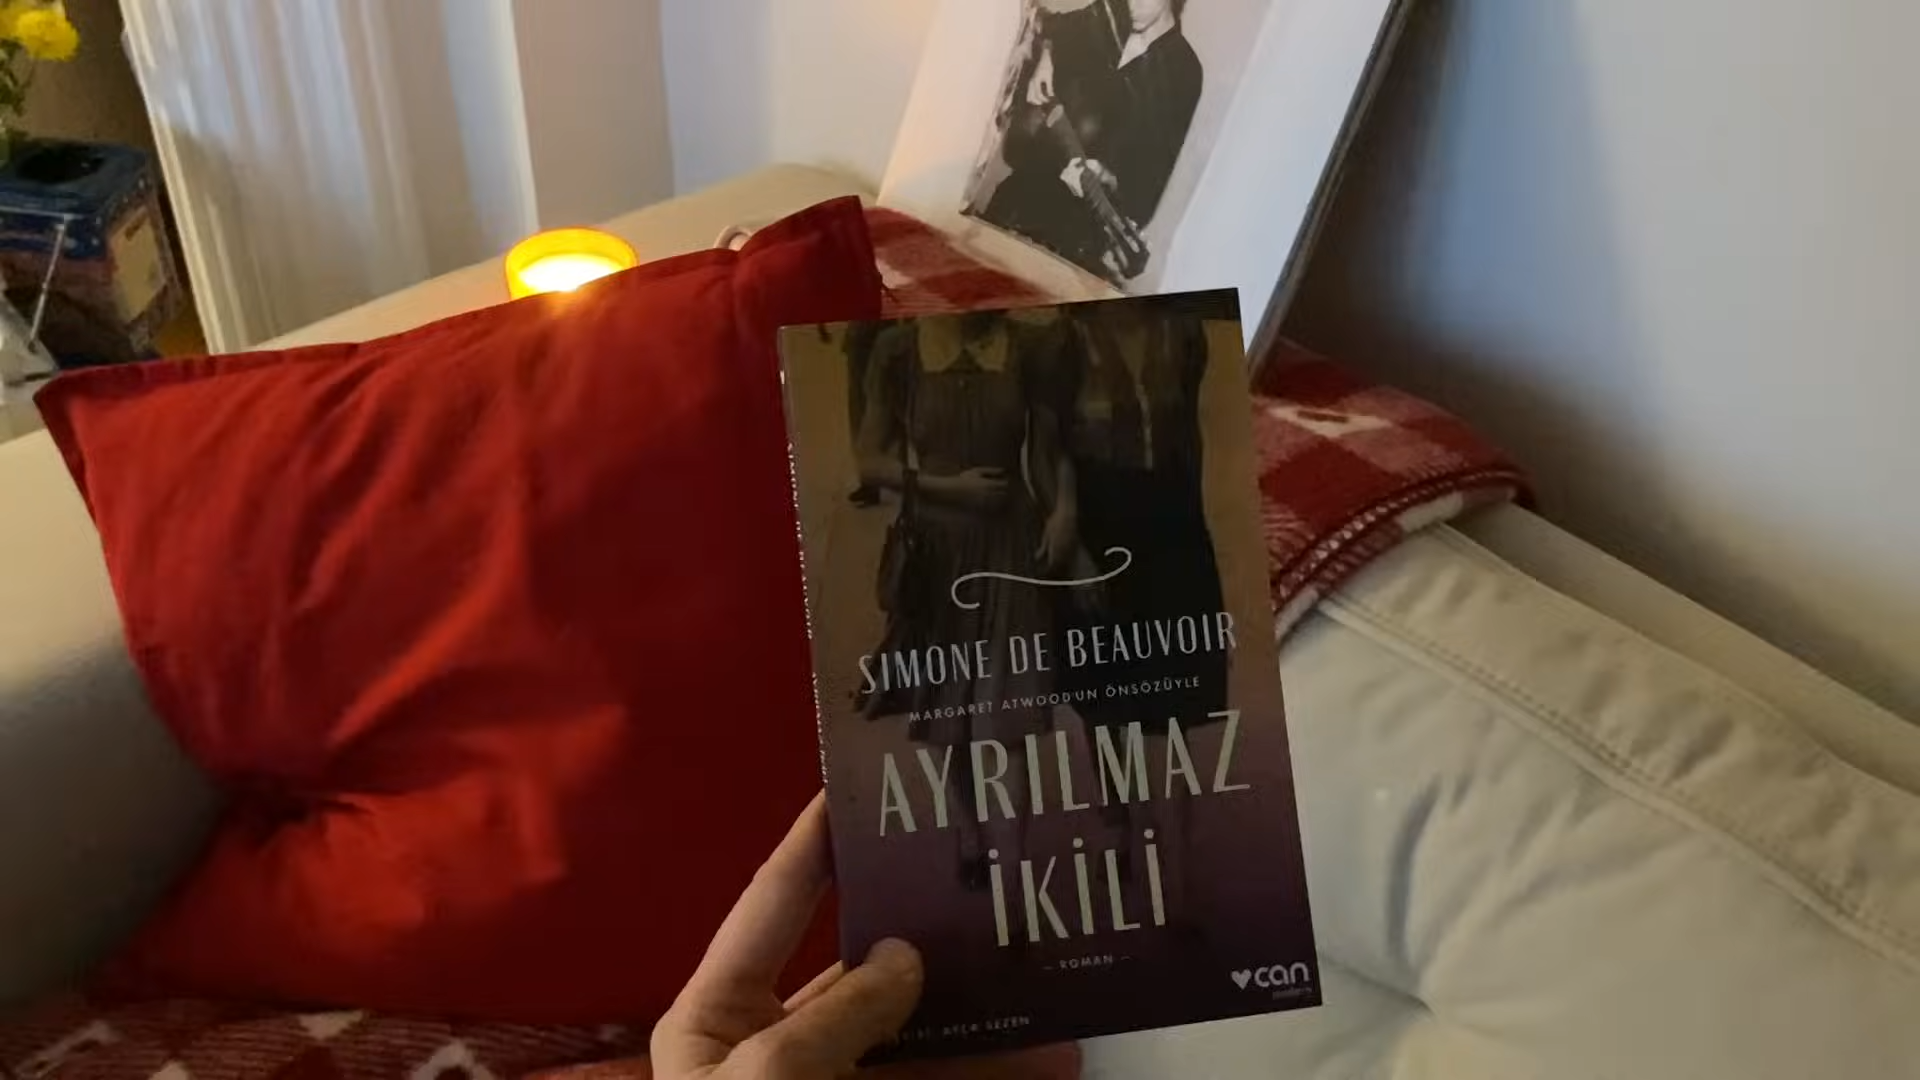 SIMONE DE BEAUVOIR
MARGARET ATWOOD'UN ÖNSÖZÜYLE
AYRILMAZ
İKİLİ
ROMAN
can